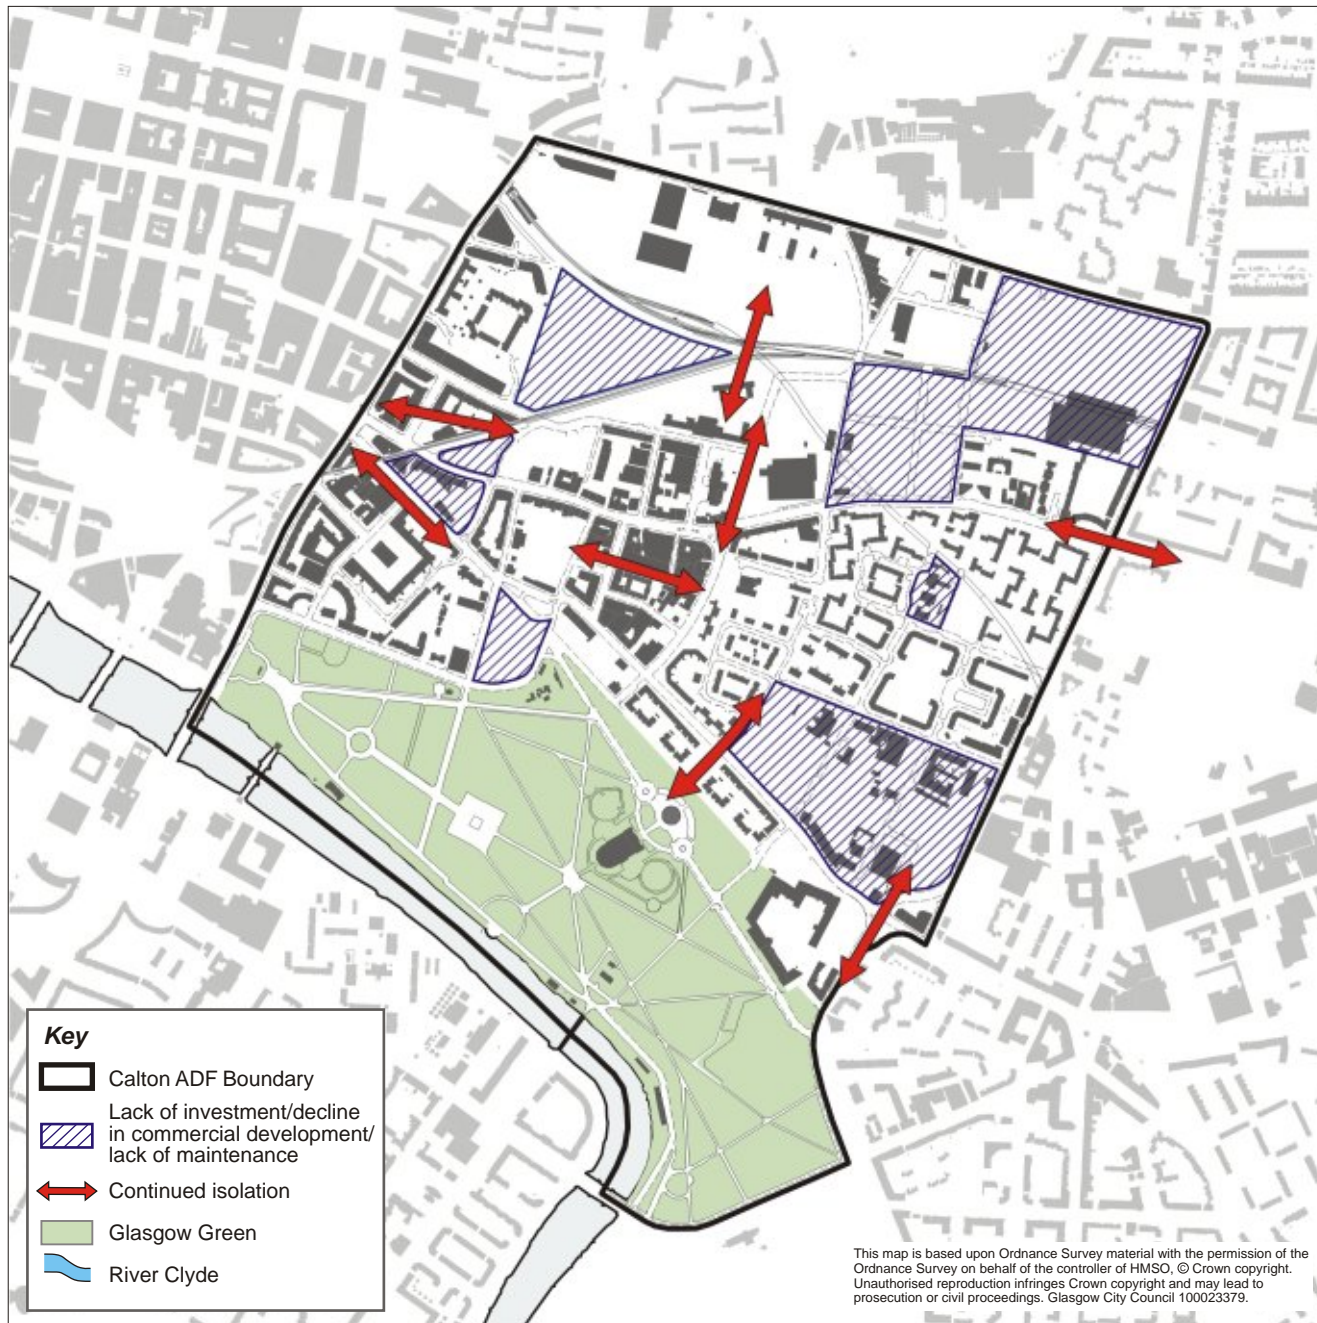 Key
Calton ADF Boundary
Lack of investment/decline
in commercial development/
lack of maintenance
Continued isolation
Glasgow Green
River Clyde
This map is based upon Ordnance Survey material with the permission of the
Ordnance Survey on behalf of the controller of HMSO, © Crown copyright.
Unauthorised reproduction infringes Crown copyright and may lead to
prosecution or civil proceedings. Glasgow City Council 100023379.